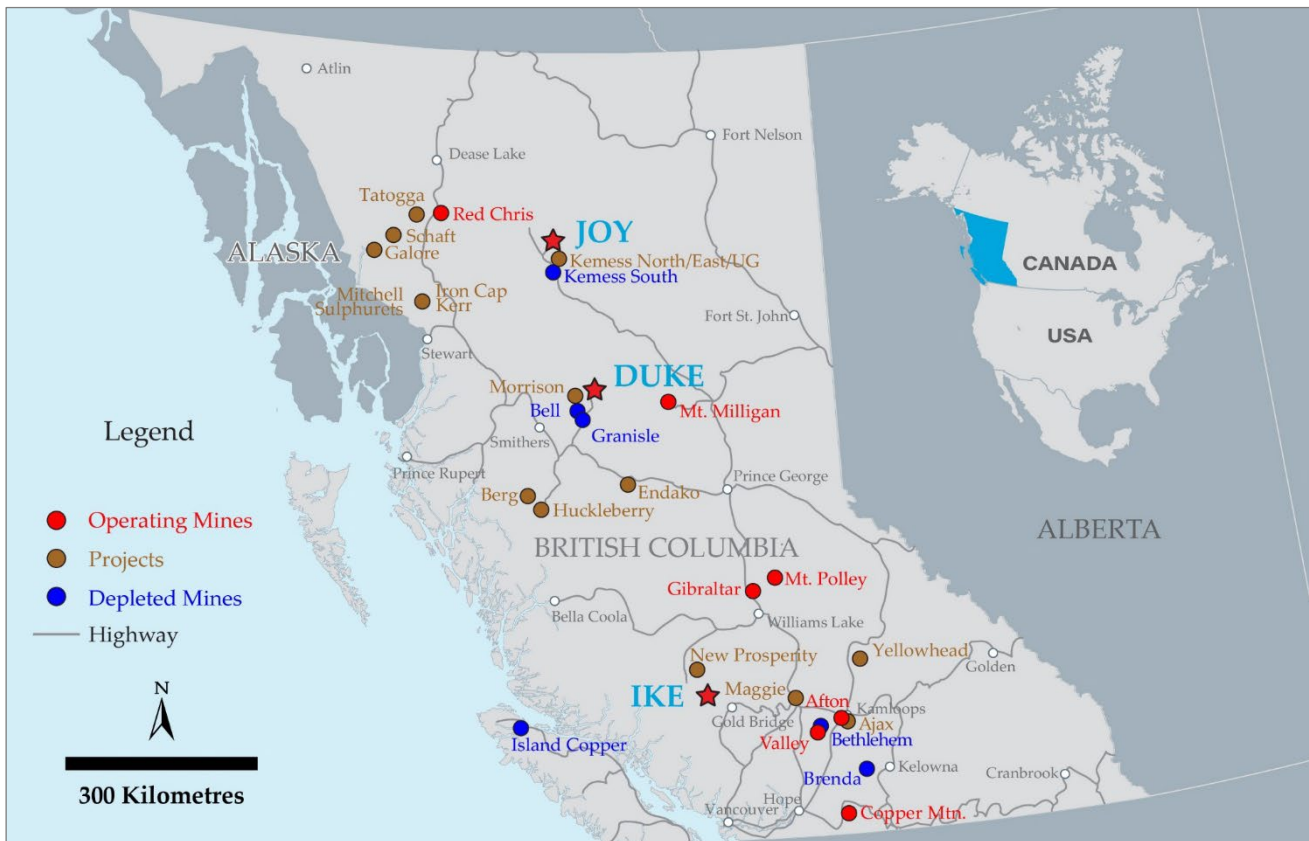 Atlin
Fort Nelson
Dease Lake
Tatogga
Red Chris
JOY
Schaft
Galore
ALASKA
Kemess North/East/UG
Kemess South
Mitchell
Sulphurets
Iron Cap
Kerr
Fort St. John
Stewart
DUKE
Morrison
Bell
Granisle
Mt. Milligan
Smithers
Prince Rupert
Prince George
Endako
Berg
Huckleberry
BRITISH COLUMBIA
ALBERTA
Mt. Polley
Gibraltar
Bella Coola
Williams Lake
New Prosperity
Yellowhead
Golden
IKE
Maggie
Afton
Gold Bridge
Kamloops
Ajax
Island Copper
Valley
Bethlehem
Brenda
Kelowna
Cranbrook
Vancouver
Hope
Copper Mtn.
CANADA
USA
Legend
Operating Mines
Projects
Depleted Mines
Highway
N
300 Kilometres